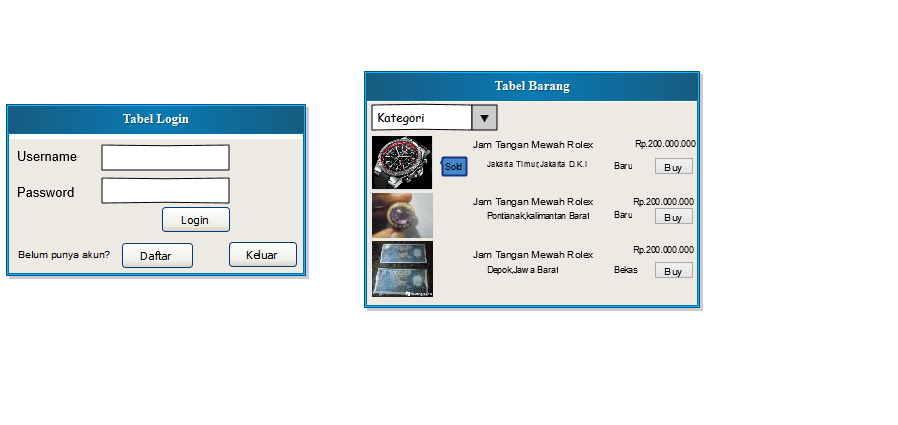 Tabel Login
Username
Password
Login
Belum punya akun?
Daftar
Keluar
Tabel Barang
Kategori
Jam Tangan Mewah Rolex
Rp.200.000.000
Sold
Jakarta Timur,Jakarta D.K.I
Baru
Buy
Jam Tangan Mewah Rolex
Rp.200.000.000
Pontianak,kalimantan Barat
Baru
Buy
Jam Tangan Mewah Rolex
Rp.200.000.000
Depok,Jawa Barat
Bekas
Buy